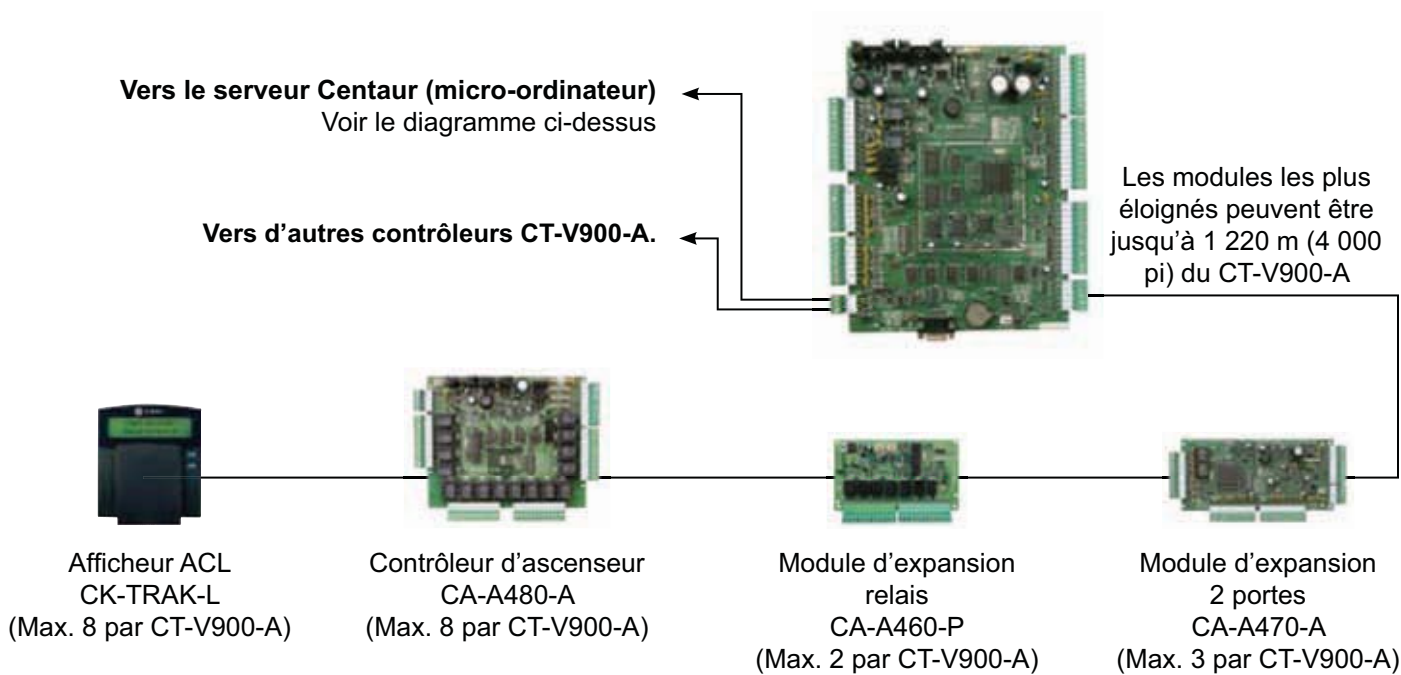 Vers le serveur Centaur (micro-ordinateur)
Voir le diagramme ci-dessus
Vers d'autres contrôleurs CT-V900-A.
Les modules les plus
éloignés peuvent être
jusqu'à 1 220 m (4 000
pi) du CT-V900-A
Afficheur ACL
CK-TRAK-L
(Max. 8 par CT-V900-A)
Contrôleur d'ascenseur
CA-A480-A
(Max. 8 par CT-V900-A)
Module d'expansion
relais
CA-A460-P
(Max. 2 par CT-V900-A)
Module d'expansion
2 portes
CA-A470-A
(Max. 3 par CT-V900-A)